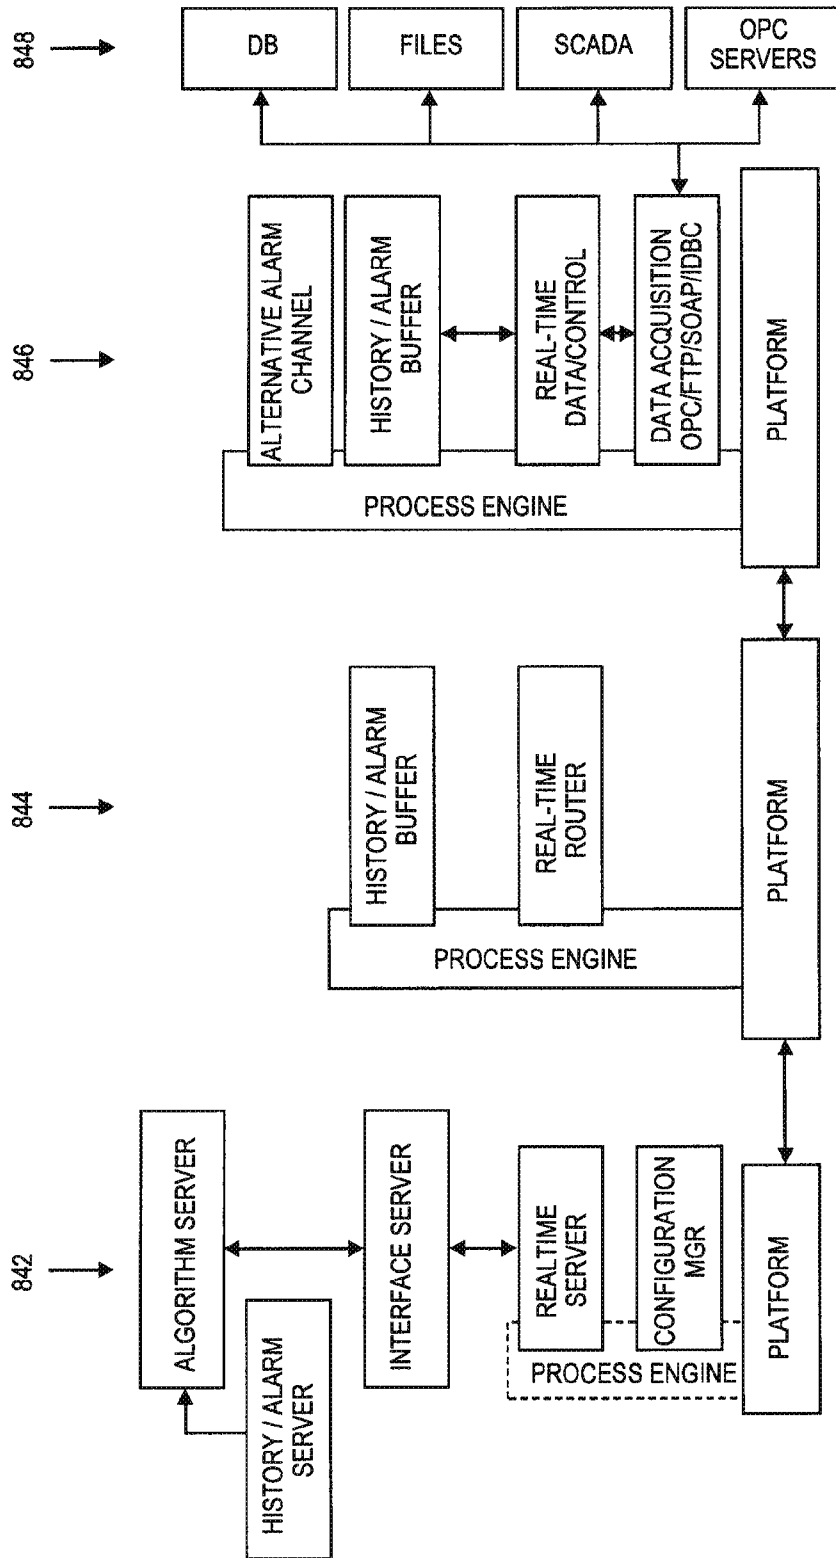 842
ALGORITHM SERVER
HISTORY / ALARM
SERVER
INTERFACE SERVER
REALTIME
SERVER
CONFIGURATION
MGR
PROCESS ENGINE
PLATFORM
844
HISTORY / ALARM
BUFFER
REAL-TIME
ROUTER
PROCESS ENGINE
PLATFORM
846
ALTERNATIVE ALARM
CHANNEL
HISTORY / ALARM
BUFFER
REAL-TIME
DATA/CONTROL
DATA ACQUISITION
OPC/FTP/SOAP/IDBC
PROCESS ENGINE
PLATFORM
848
DB
FILES
SCADA
OPC
SERVERS